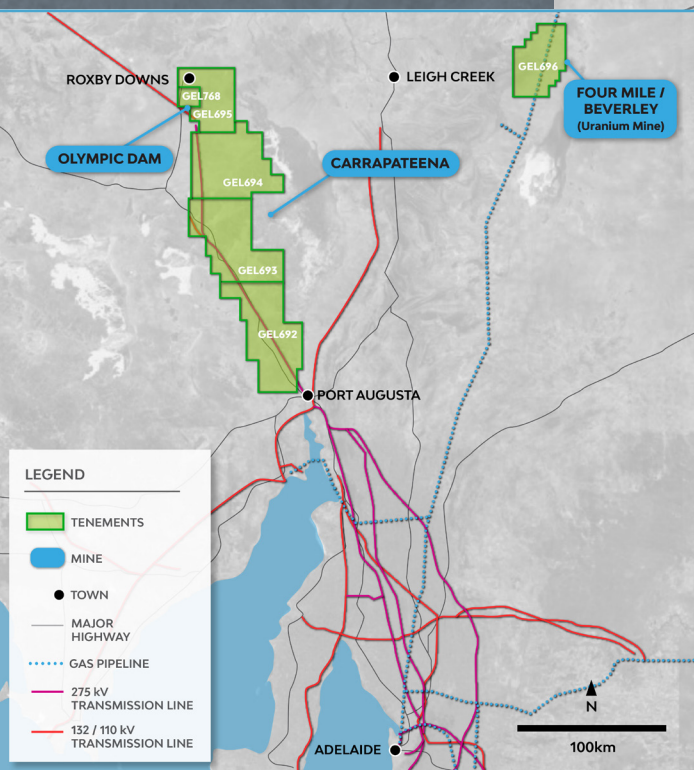 ROXBY DOWNS
LEIGH CREEK
GEL696
GEL768
GEL695
FOUR MILE /
BEVERLEY
(Uranium Mine)
OLYMPIC DAM
CARRAPATEENA
GEL694
GEL693
GEL692
PORT AUGUSTA
LEGEND
TENEMENTS
MINE
TOWN
MAJOR
HIGHWAY
GAS PIPELINE
275 kV
TRANSMISSION LINE
132 / 110 kV
TRANSMISSION LINE
N
100km
ADELAIDE